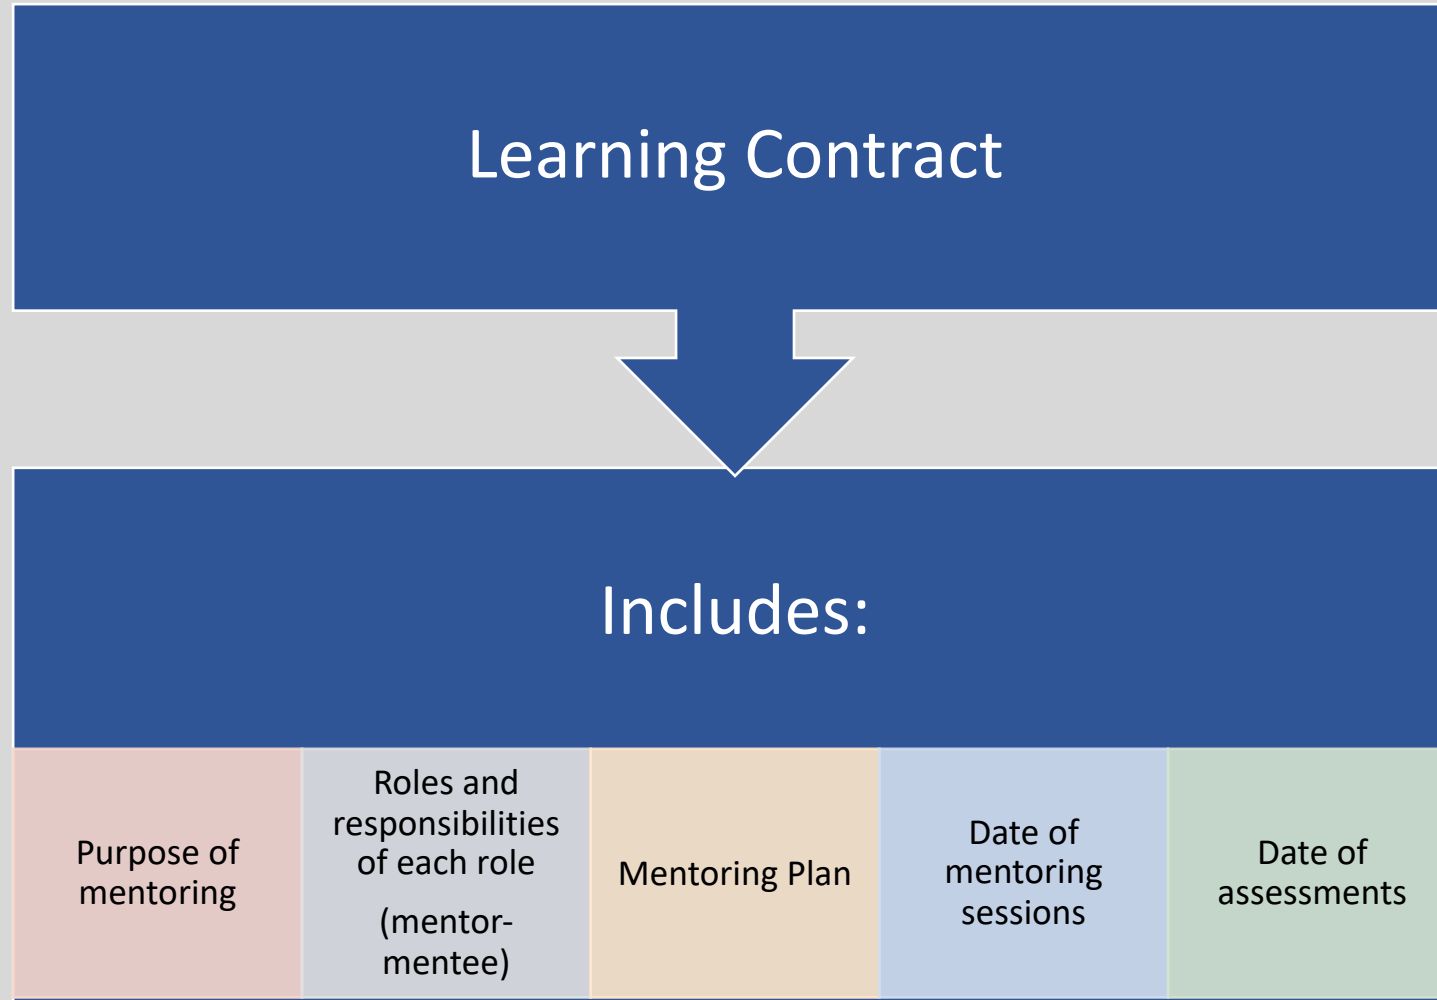 Learning Contract
Includes:
Purpose of
mentoring
Roles and
responsibilities
of each role
(mentor-
mentee)
Mentoring Plan
Date of
mentoring
sessions
Date of
assessments